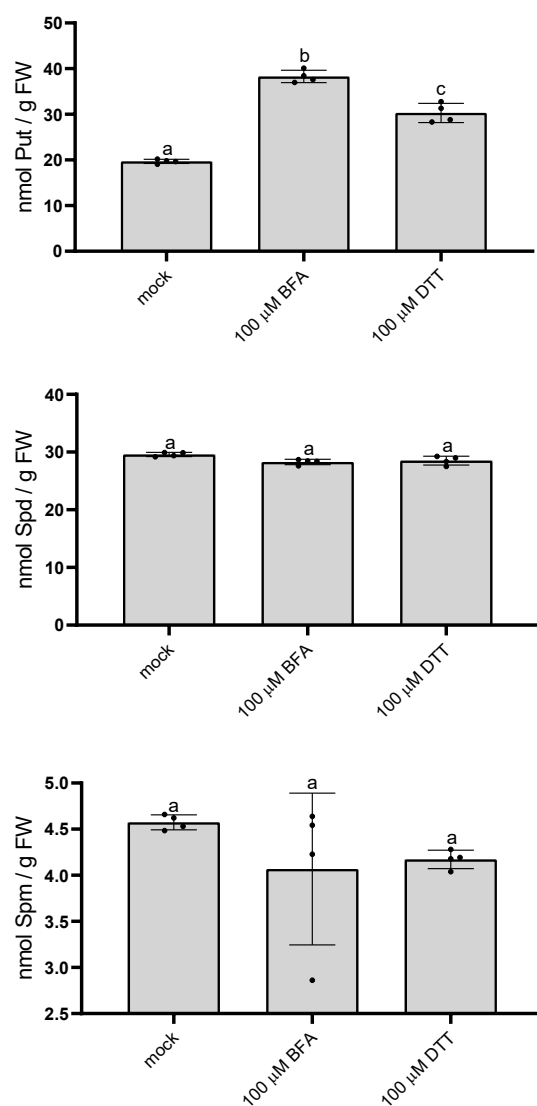 50
40
30
20
10
0
nmol Put / g FW
a
b
c
mock
100 μM BFA
100 μM DTT
40
30
20
10
0
nmol Spd / g FW
a
a
a
mock
100 μM BFA
100 μM DTT
5.0
4.5
4.0
3.5
3.0
2.5
nmol Spm / g FW
a
a
a
mock
100 μM BFA
100 μM DTT